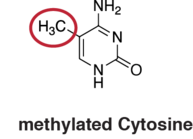 NH₂
H₃C
N
N
H
O
methylated Cytosine